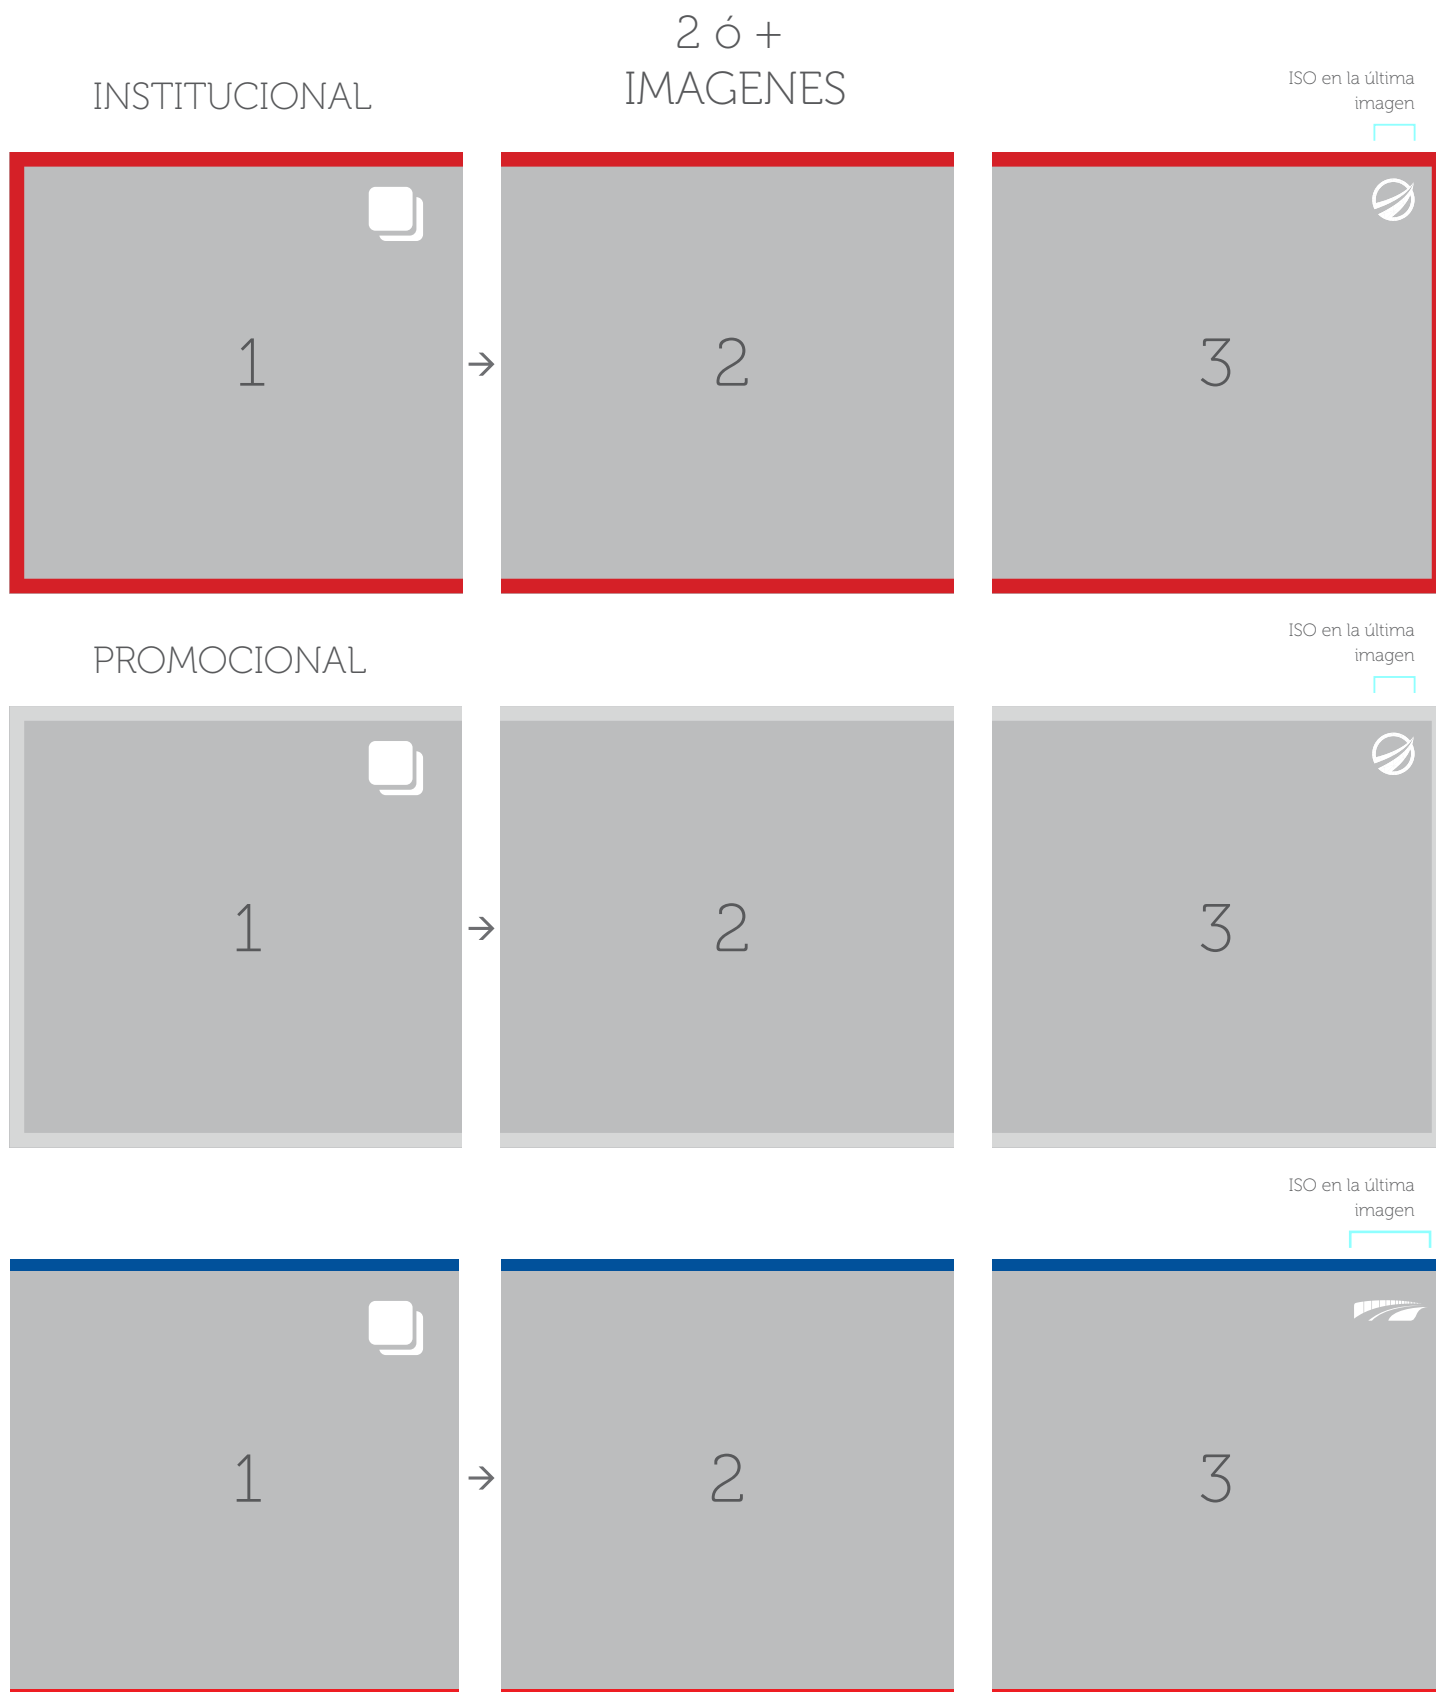 2 ó +
IMAGENES
INSTITUCIONAL
ISO en la última
imagen
1
2
3
PROMOCIONAL
ISO en la última
imagen
1
2
3
ISO en la última
imagen
1
2
3